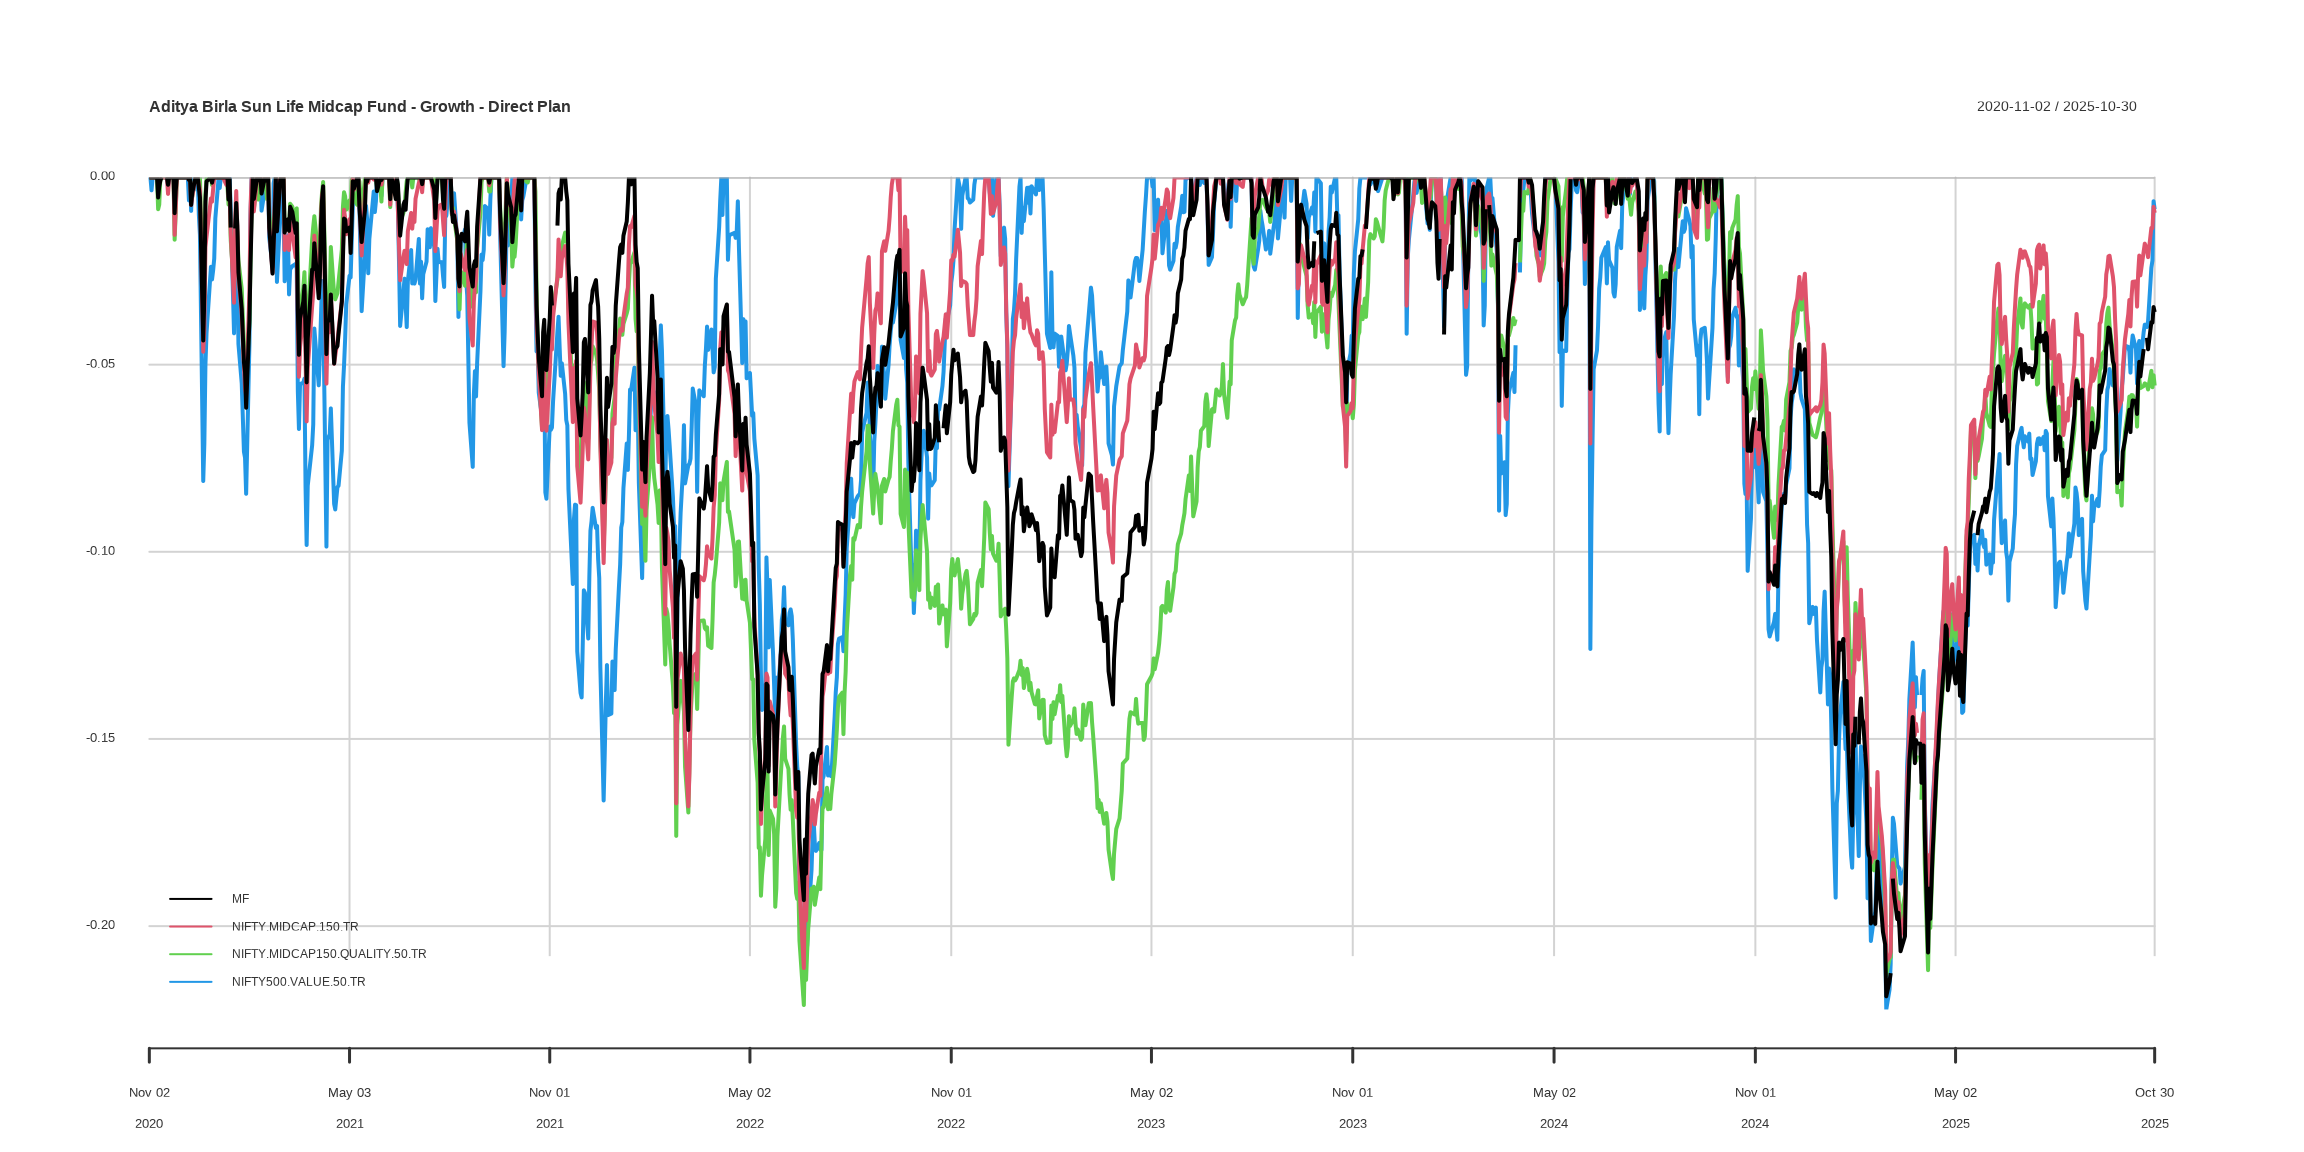 Aditya Birla Sun Life Midcap Fund - Growth - Direct Plan
2020-11-02 / 2025-10-30
0.00
-0.05
-0.10
-0.15
-0.20
MF
NIFTY.MIDCAP.150.TR
NIFTY.MIDCAP150.QUALITY.50.TR
NIFTY500.VALUE.50.TR
Nov 02 May 03 Nov 01 May 02 Nov 01 May 02 Nov 01 May 02 Nov 01 May 02 Oct 30
2020 2021 2021 2022 2022 2023 2023 2024 2024 2025 2025